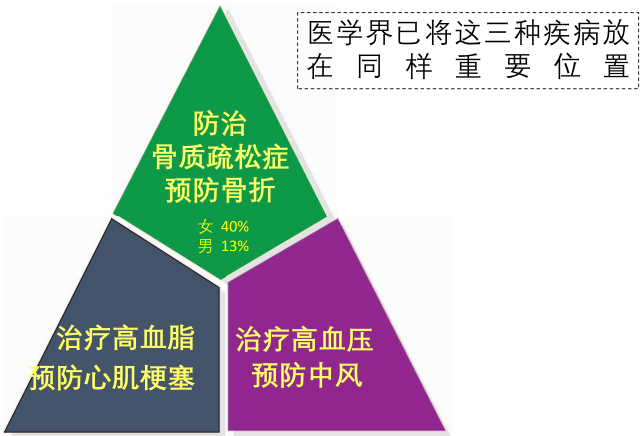 医学界已将这三种疾病放
在同样重要位置
防治
骨质疏松症
预防骨折
女 40%
男 13%
治疗高血脂
预防心肌梗塞
治疗高血压
预防中风